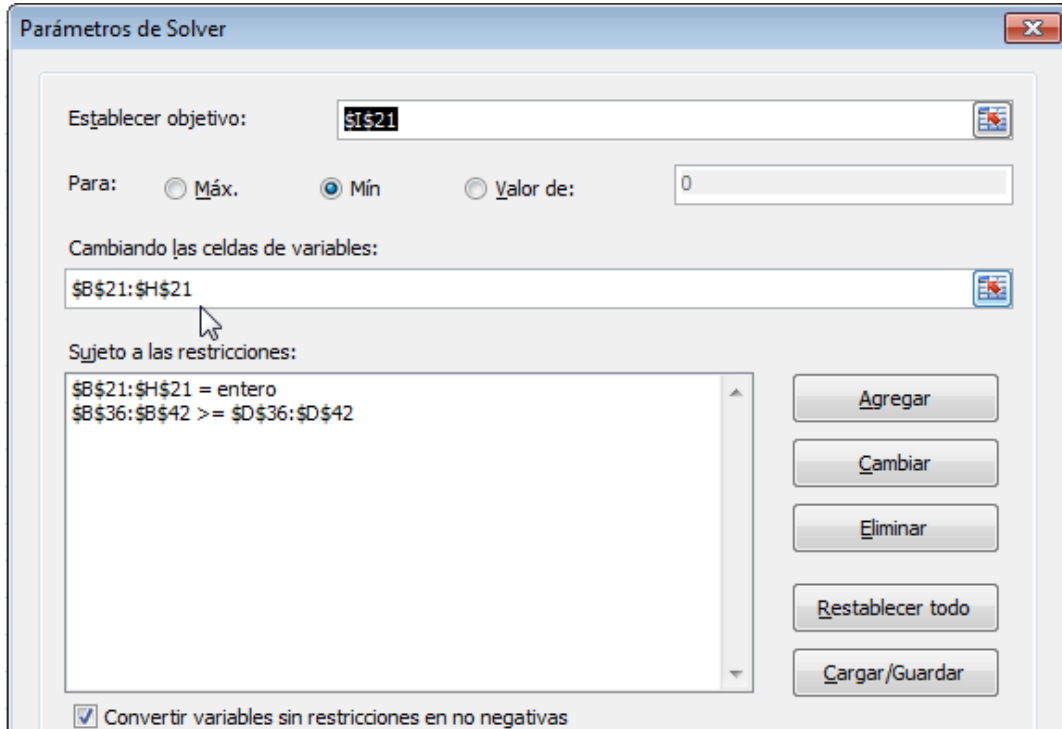 Parámetros de Solver
Establecer objetivo: $I$21
Para: Máx. Mín Valor de: 0
Cambiando las celdas de variables:
$B$21:$H$21
Sujeto a las restricciones:
$B$21:$H$21 = entero
$B$36:$B$42 >= $D$36:$D$42
Agregar
Cambiar
Eliminar
Restablecer todo
Cargar/Guardar
Convertir variables sin restricciones en no negativas